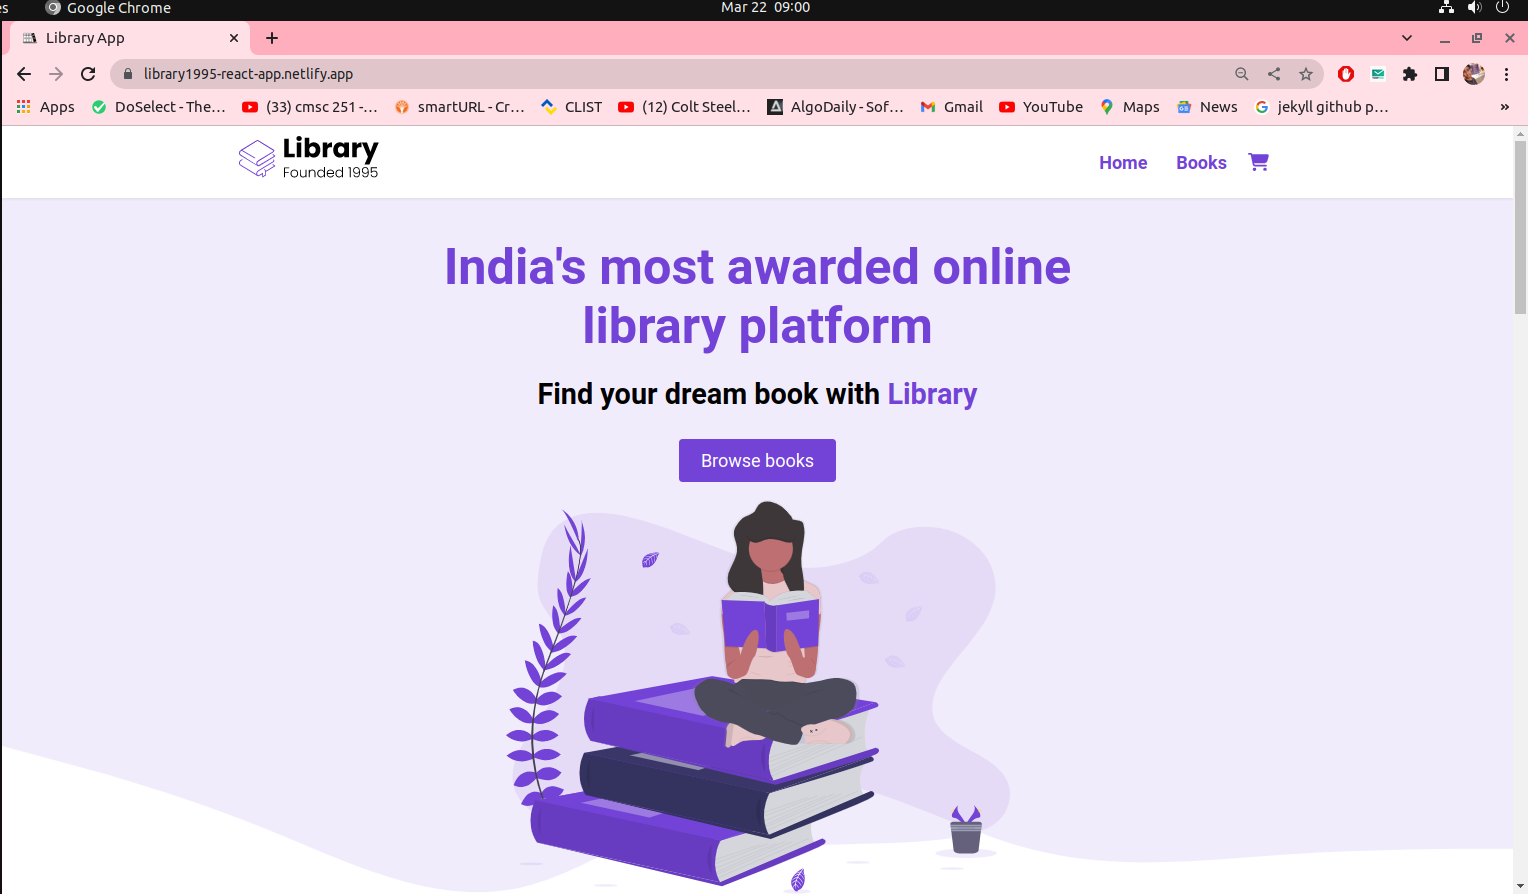 Google Chrome
Mar 22 09:00
Library App
library1995-react-app.netlify.app
Apps
DoSelect - The…
(33) cmsc 251 -…
smartURL - Cr…
CLIST
(12) Colt Steel…
AlgoDaily - Sof…
Gmail
YouTube
Maps
News
jekyll github p…
»
Library
Founded 1995
Home
Books
India's most awarded online
library platform
Find your dream book with Library
Browse books